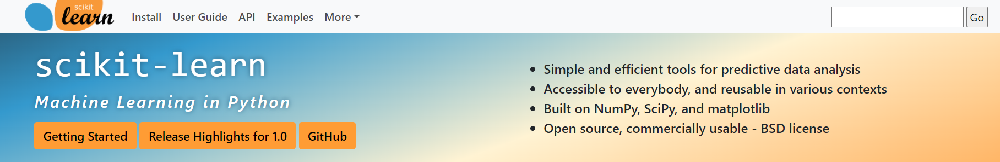 scikit
learn
Install User Guide API Examples More
Go
scikit-learn
Machine Learning in Python
Getting Started Release Highlights for 1.0 GitHub
Simple and efficient tools for predictive data analysis
Accessible to everybody, and reusable in various contexts
Built on NumPy, SciPy, and matplotlib
Open source, commercially usable - BSD license